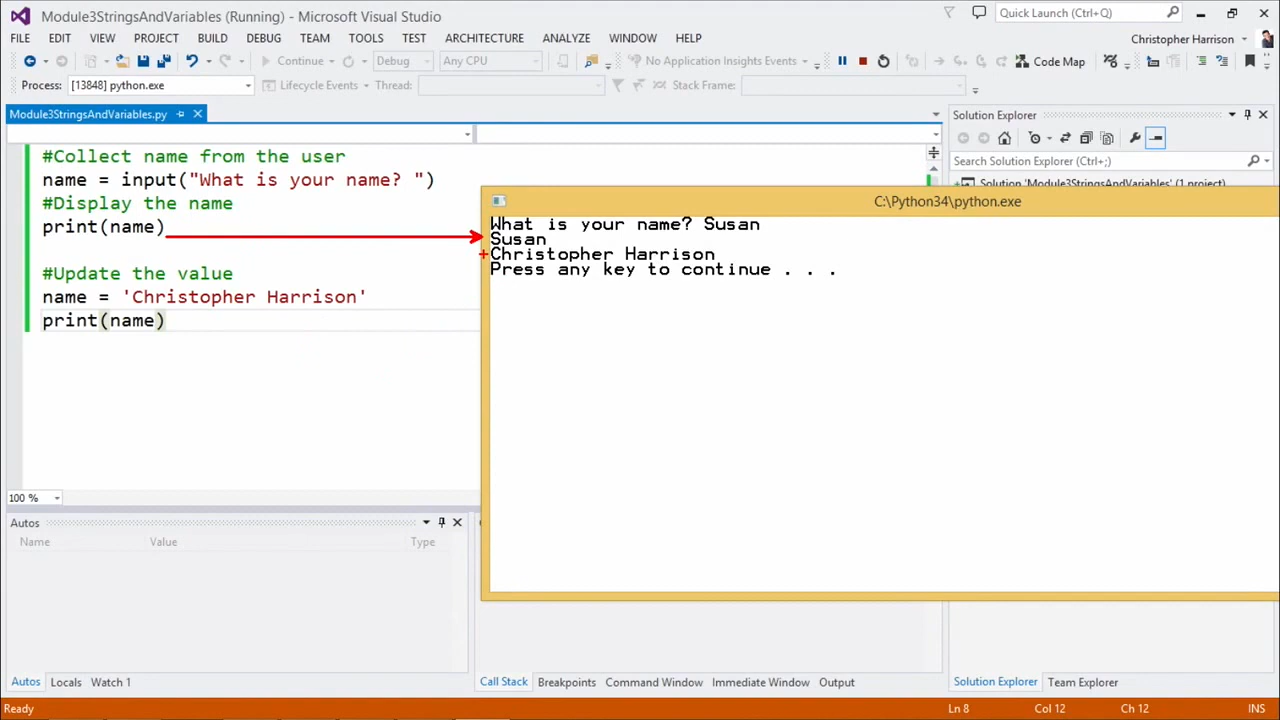 Module3StringsAndVariables (Running) - Microsoft Visual Studio
Quick Launch (Ctrl+Q)
FILE EDIT VIEW PROJECT BUILD DEBUG TEAM TOOLS TEST ARCHITECTURE ANALYZE WINDOW HELP
Christopher Harrison
Continue Debug Any CPU No Application Insights Events Code Map
Process: [13848] python.exe Lifecycle Events Thread: Stack Frame:
Module3StringsAndVariables.py
#Collect name from the user
name = input("What is your name? ")
#Display the name
print(name)
#Update the value
name = 'Christopher Harrison'
print(name)
100 %
C:\Python34\python.exe
What is your name? Susan
Susan
Christopher Harrison
Press any key to continue . . .
Solution Explorer
Search Solution Explorer (Ctrl+;)
Solution 'Module3StringsAndVariables' (1 project)
Autos
Name Value Type
Autos Locals Watch 1
Call Stack Breakpoints Command Window Immediate Window Output
Solution Explorer Team Explorer
Ready Ln 8 Col 12 Ch 12 INS